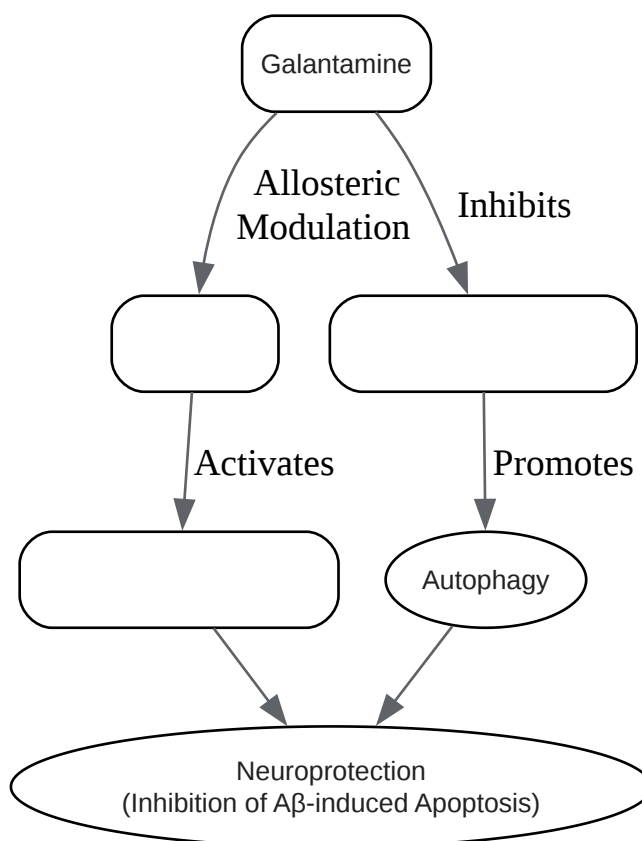 Galantamine
Allosteric
Modulation
Inhibits
Activates
Promotes
Autophagy
Neuroprotection
(Inhibition of Aβ-induced Apoptosis)